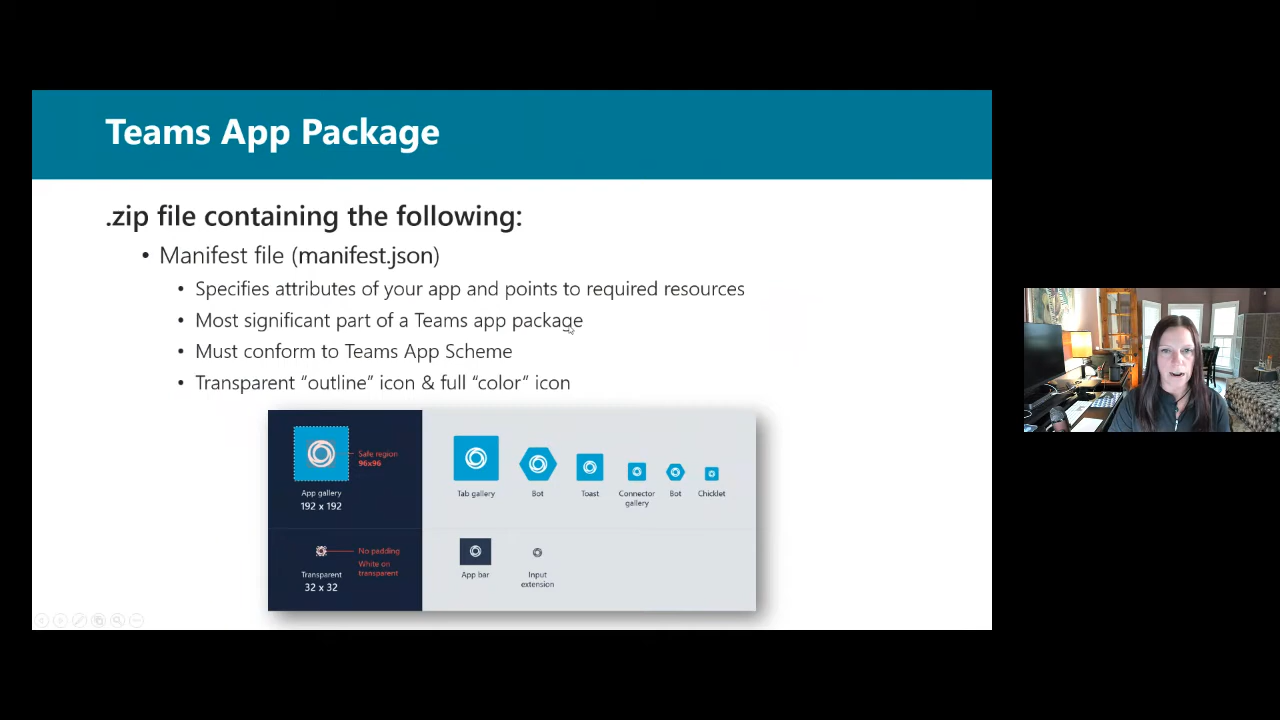 Teams App Package
.zip file containing the following:
• Manifest file (manifest.json)
• Specifies attributes of your app and points to required resources
• Most significant part of a Teams app package
• Must conform to Teams App Scheme
• Transparent “outline” icon & full “color” icon
Safe region
96x96
App gallery
192 x 192
Tab gallery
Bot
Toast
Connector
gallery
Bot
Chicklet
No padding
White on
transparent
Transparent
32 x 32
App bar
Input
extension